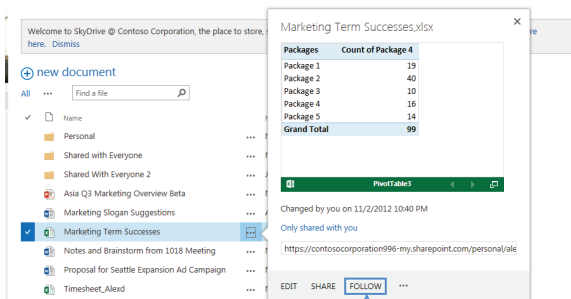 Welcome to SkyDrive @ Contoso Corporation, the place to store, s
re
here. Dismiss
new document
All ••• Find a file
Name
Personal •••
Shared with Everyone •••
Shared With Everyone 2 •••
Asia Q3 Marketing Overview Beta •••
Marketing Slogan Suggestions •••
Marketing Term Successes •••
Notes and Brainstorm from 1018 Meeting •••
Proposal for Seattle Expansion Ad Campaign •••
Timesheet_Alexd •••
Marketing Term Successes,xlsx
Packages Count of Package 4
Package 1 19
Package 2 40
Package 3 10
Package 4 16
Package 5 14
Grand Total 99
PivotTable3
Changed by you on 11/2/2012 10:40 PM
Only shared with you
https://contosocorporation996-my.sharepoint.com/personal/ale
EDIT SHARE FOLLOW •••